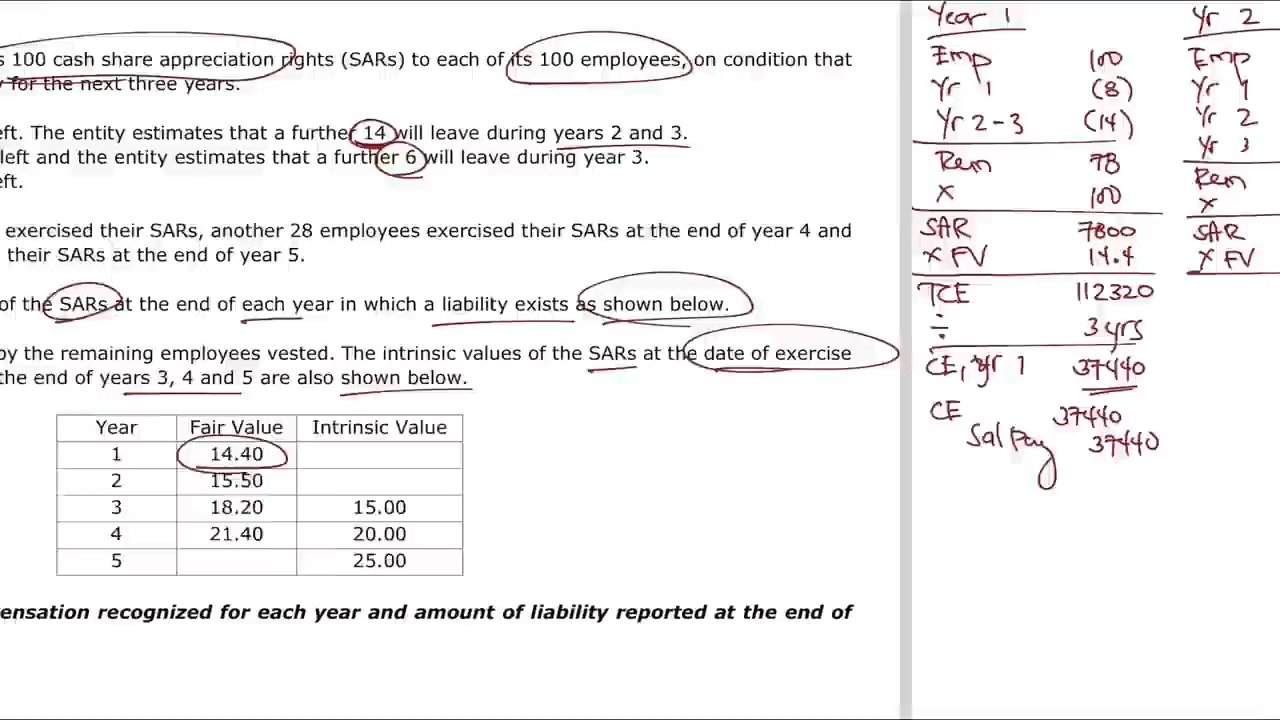 s 100 cash share appreciation rights (SARs) to each of its 100 employees, on condition that
for the next three years.
eft. The entity estimates that a further 14 will leave during years 2 and 3.
left and the entity estimates that a further 6 will leave during year 3.
eft.
exercised their SARs, another 28 employees exercised their SARs at the end of year 4 and
their SARs at the end of year 5.
of the SARs at the end of each year in which a liability exists as shown below.
by the remaining employees vested. The intrinsic values of the SARs at the date of exercise
the end of years 3, 4 and 5 are also shown below.
Year Fair Value Intrinsic Value
1 14.40
2 15.50
3 18.20 15.00
4 21.40 20.00
5 25.00
ensation recognized for each year and amount of liability reported at the end of
Year 1
Emp 100
Yr 1 (8)
Yr 2-3 (14)
Rem 78
X 100
SAR 7800
X FV 14.4
TCE 112320
÷ 3 yrs
CE, Yr 1 37440
CE 37440
Sal Pay 37440
Yr 2
Emp
Yr 1
Yr 2
Yr 3
Rem
X
SAR
X FV